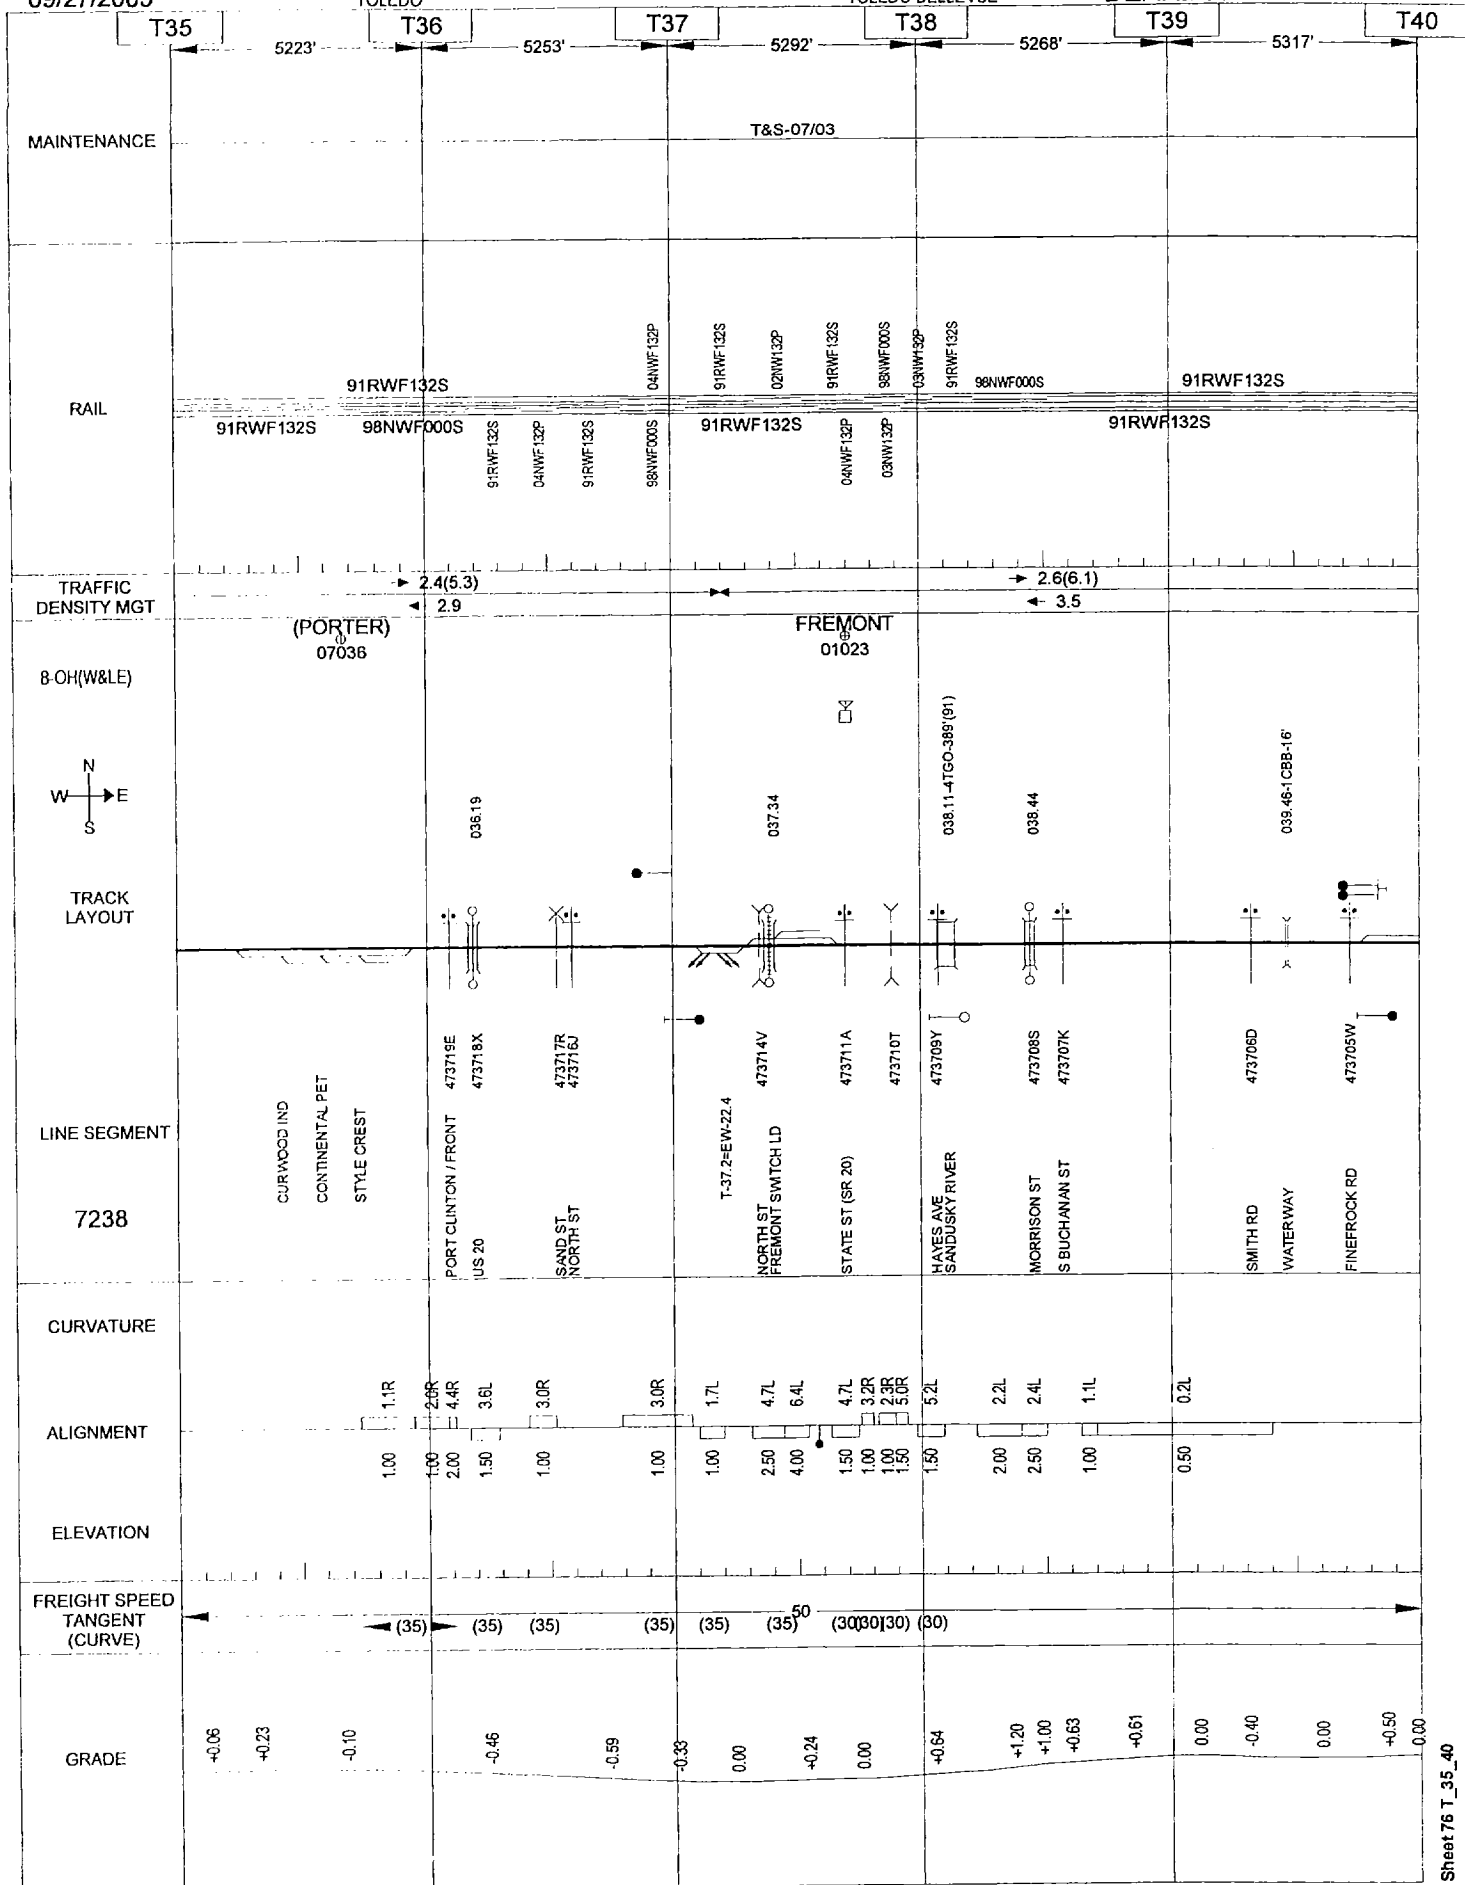 TOLEDO
T35
T36
T37
T38
T39
T40
5223'
5253'
5292'
5268'
5317'
MAINTENANCE
T&S-07/03
RAIL
91RWF132S
04NWF132P
91RWF132S
02NW132P
91RWF132S
98NWF000S
03NW132P
91RWF132S
98NWF000S
91RWF132S
91RWF132S
98NWF000S
91RWF132S
04NWF132P
91RWF132S
98NWF000S
91RWF132S
04NWF132P
03NW132P
91RWF132S
TRAFFIC
DENSITY MGT
2.4(5.3)
2.6(6.1)
2.9
3.5
(PORTER)
07036
FREMONT
01023
8-OH(W&LE)
N
W
E
S
036.19
037.34
038.11-4TGO-389'(91)
038.44
039.46-1CBB-16'
TRACK
LAYOUT
473719E
473718X
473717R
473716J
473714V
473711A
473710T
473709Y
473708S
473707K
473706D
473705W
LINE SEGMENT
7238
CURWOOD IND
CONTINENTAL PET
STYLE CREST
PORT CLINTON / FRONT
US 20
SAND ST
NORTH ST
T-37.2=EW-22.4
NORTH ST
FREMONT SWITCH LD
STATE ST (SR 20)
HAYES AVE
SANDUSKY RIVER
MORRISON ST
S BUCHANAN ST
SMITH RD
WATERWAY
FINEFROCK RD
CURVATURE
1.1R
2.0R
4.4R
3.6L
3.0R
3.0R
1.7L
4.7L
6.4L
4.7L
3.2R
2.3R
5.0R
5.2L
2.2L
2.4L
1.1L
0.2L
ALIGNMENT
1.00
1.00
2.00
1.50
1.00
1.00
1.00
2.50
4.00
1.50
1.00
1.00
1.50
1.50
2.00
2.50
1.00
0.50
ELEVATION
FREIGHT SPEED
TANGENT
(CURVE)
50
(35)
(35)
(35)
(35)
(35)
(35)
(30)
(30)
(30)
(30)
GRADE
+0.06
+0.23
-0.10
-0.46
-0.59
-0.33
0.00
+0.24
0.00
+0.64
+1.20
+1.00
+0.63
+0.61
0.00
-0.40
0.00
+0.50
0.00
Sheet 76 T_35_40